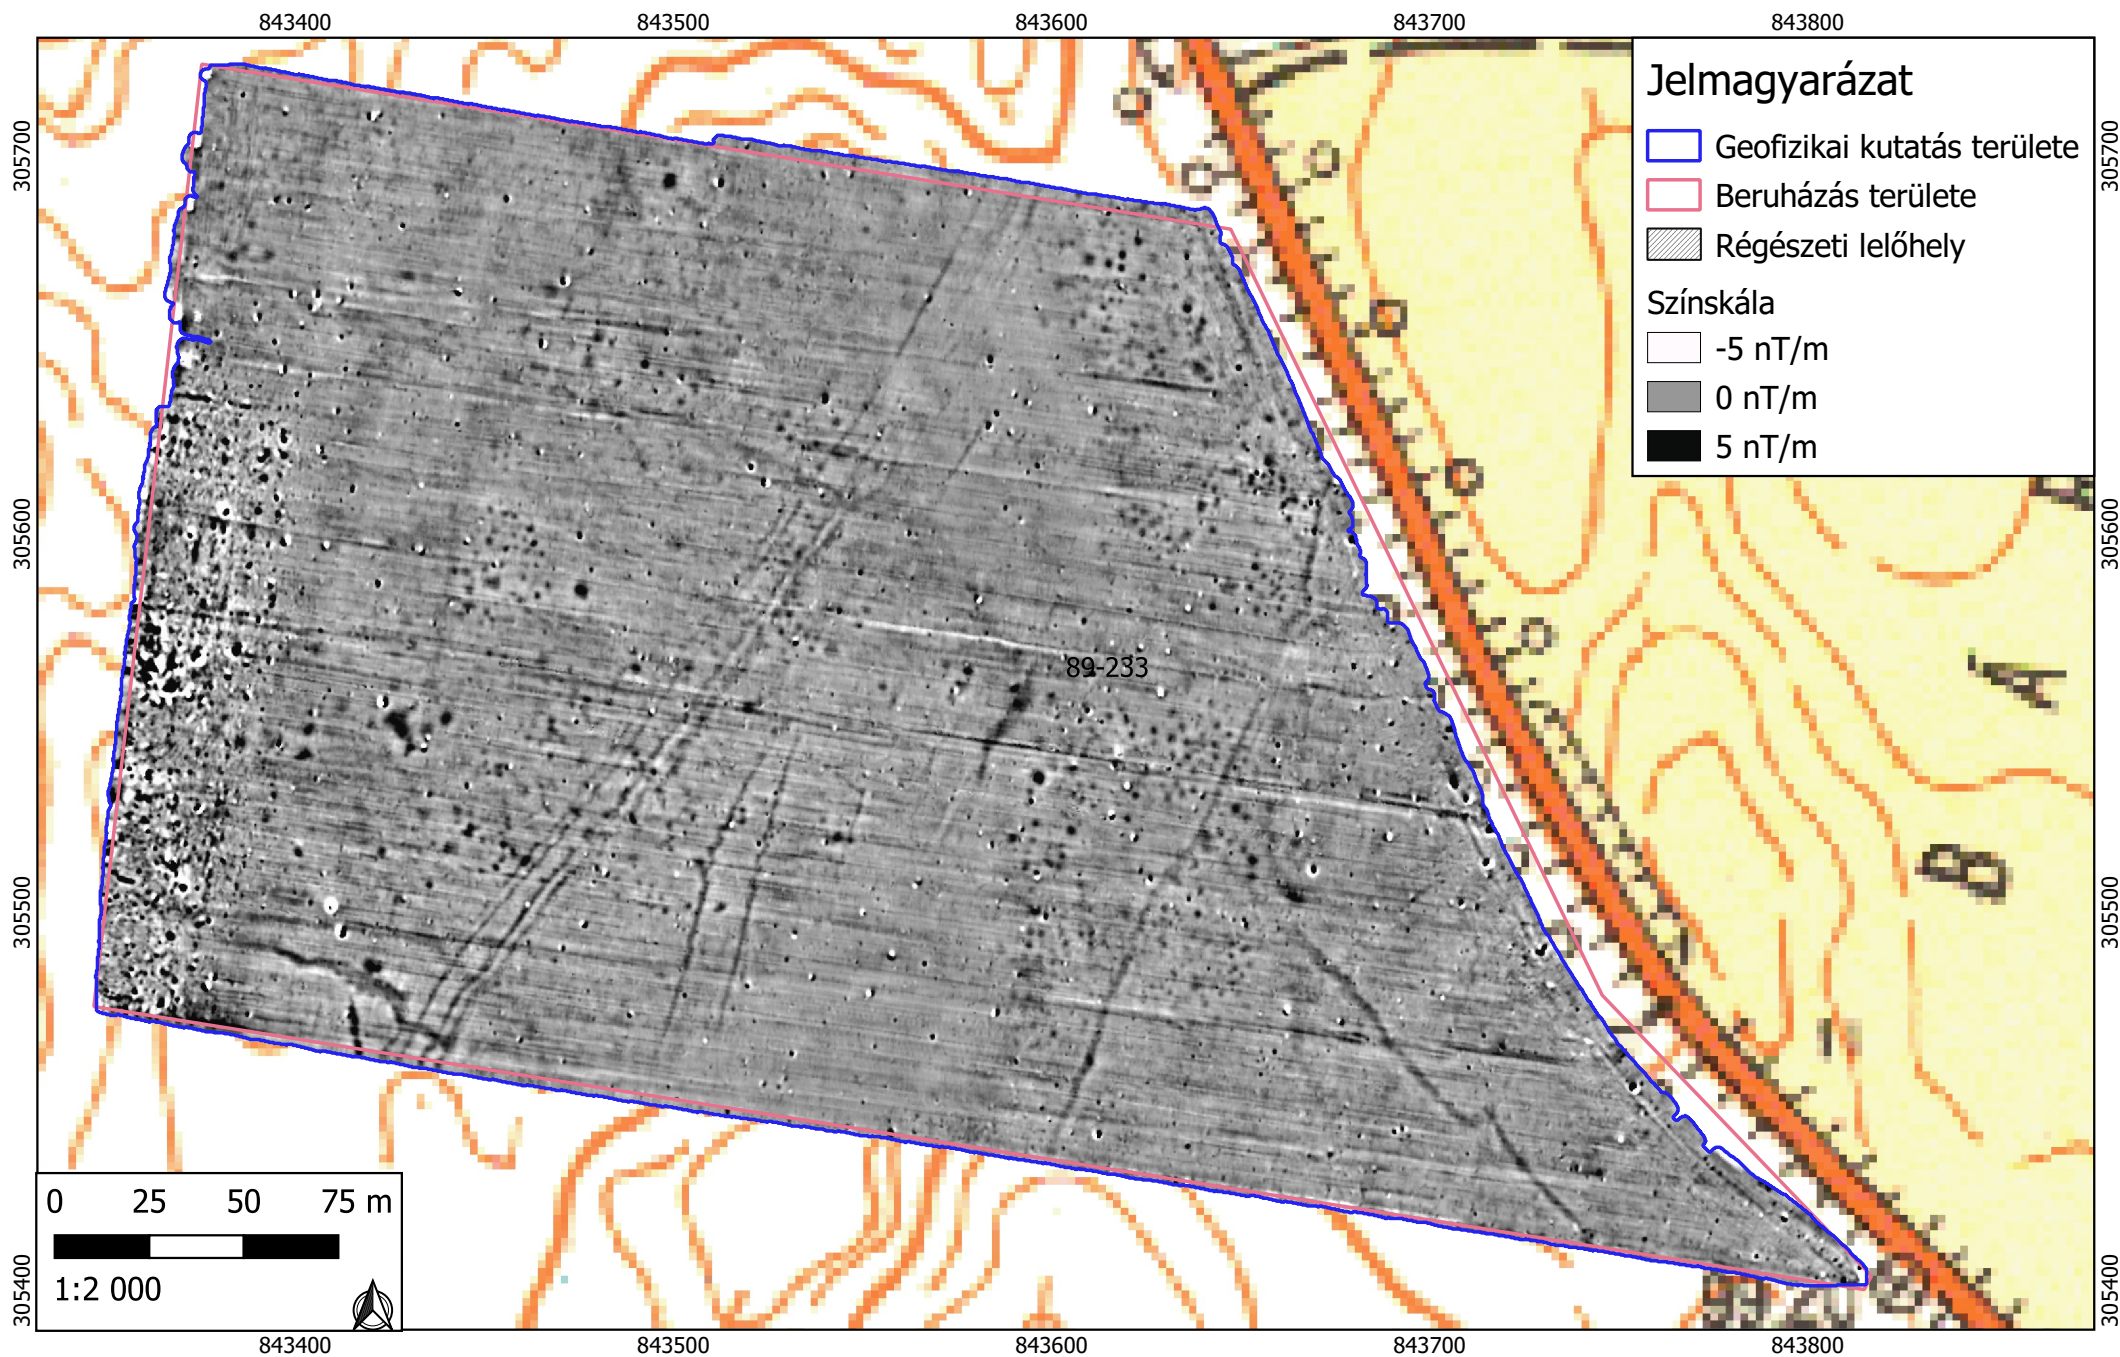 843400 843500 843600 843700 843800
305700
305600
305500
305400
Jelmagyarázat
Geofizikai kutatás területe
Beruházás területe
Régészeti lelőhely
Színskála
-5 nT/m
0 nT/m
5 nT/m
305700
305600
305500
305400
89-233
A
B
0 25 50 75 m
1:2 000
843400 843500 843600 843700 843800